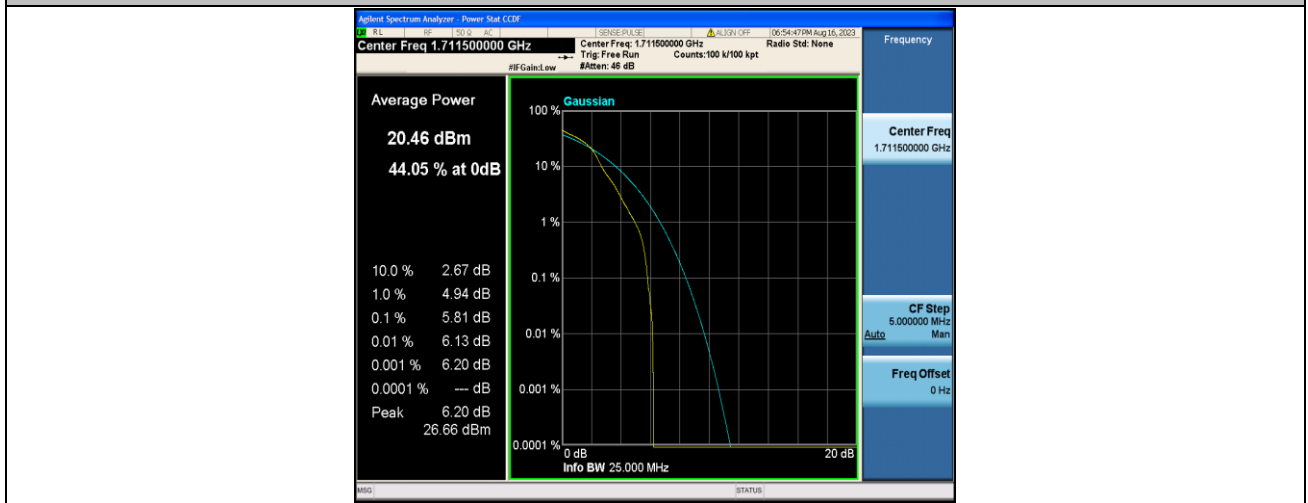 Agilent Spectrum Analyzer - Power Stat CCDF
RL RF 50 Ω AC SENSE:PULSE ALIGN OFF 06:54:47 PM Aug 16, 2023
Center Freq 1.711500000 GHz
Center Freq: 1.711500000 GHz Radio Std: None
Trig: Free Run Counts:100 k/100 kpt
#IFGain:Low #Atten: 46 dB
Frequency
Average Power
20.46 dBm
44.05 % at 0dB
10.0 % 2.67 dB
1.0 % 4.94 dB
0.1 % 5.81 dB
0.01 % 6.13 dB
0.001 % 6.20 dB
0.0001 % --- dB
Peak 6.20 dB
26.66 dBm
Gaussian
100 %
10 %
1 %
0.1 %
0.01 %
0.001 %
0.0001 %
0 dB 20 dB
Info BW 25.000 MHz
Center Freq
1.711500000 GHz
CF Step
5.000000 MHz
Auto Man
Freq Offset
0 Hz
MSG STATUS